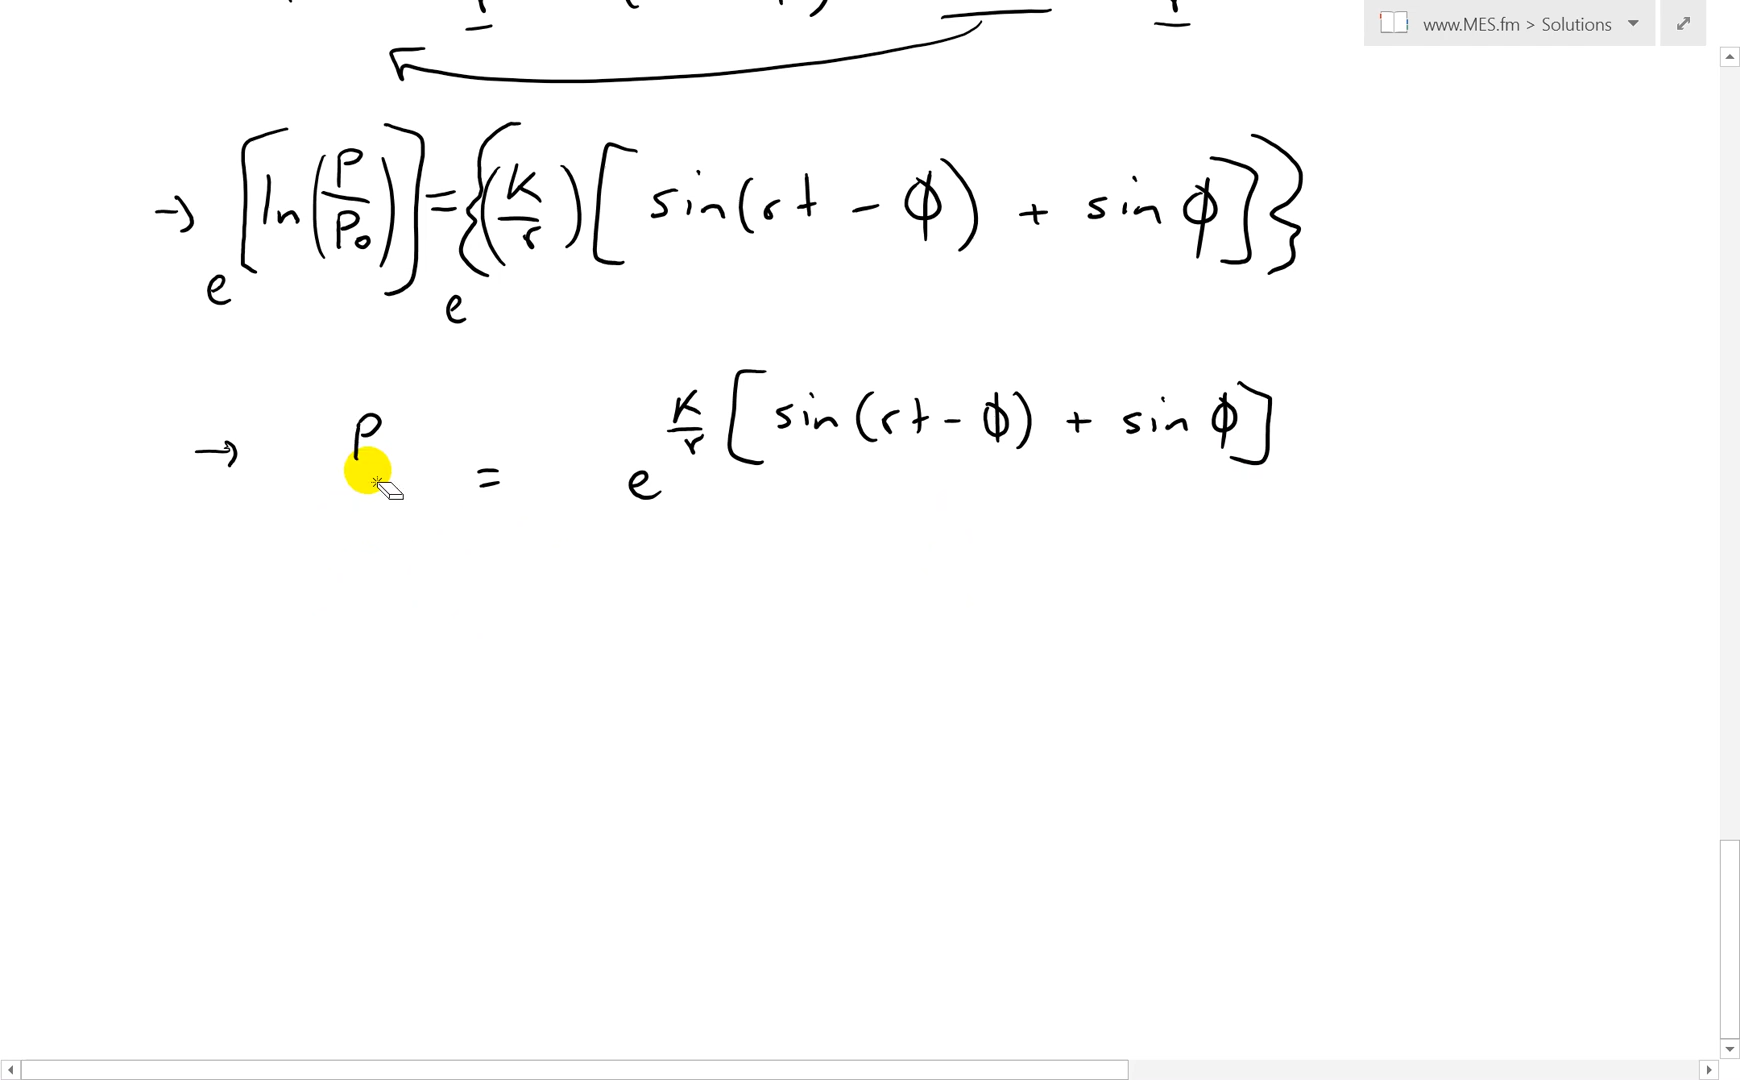 www.MES.fm > Solutions
→ e^[ln(P/P₀)] = e^{(k/r)[sin(rt - φ) + sin φ]}
→ P = e^k/r [sin(rt - φ) + sin φ]